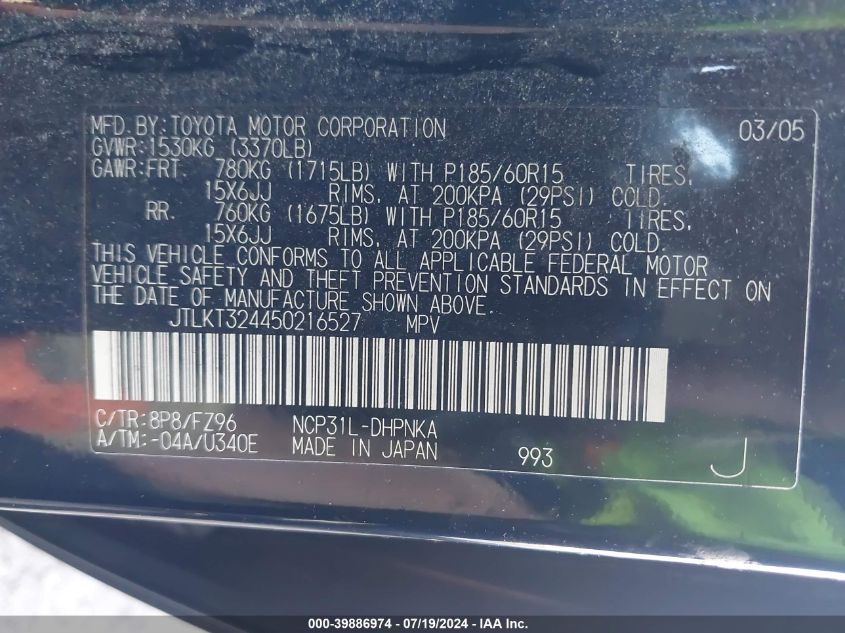 MFD.BY:TOYOTA MOTOR CORPORATION 03/05
GVWR:1530KG (3370LB)
GAWR:FRT. 780KG (1715LB) WITH P185/60R15 TIRES,
15X6JJ RIMS, AT 200KPA (29PSI) COLD.
RR. 760KG (1675LB) WITH P185/60R15 TIRES,
15X6JJ RIMS, AT 200KPA (29PSI) COLD.
THIS VEHICLE CONFORMS TO ALL APPLICABLE FEDERAL MOTOR
VEHICLE SAFETY AND THEFT PREVENTION STANDARDS IN EFFECT ON
THE DATE OF MANUFACTURE SHOWN ABOVE.
JTLKT324450216527 MPV
C/TR:8P8/FZ96 NCP31L-DHPNKA
A/TM:-04A/U340E MADE IN JAPAN 993 J
000-39886974 - 07/19/2024 - IAAI.com